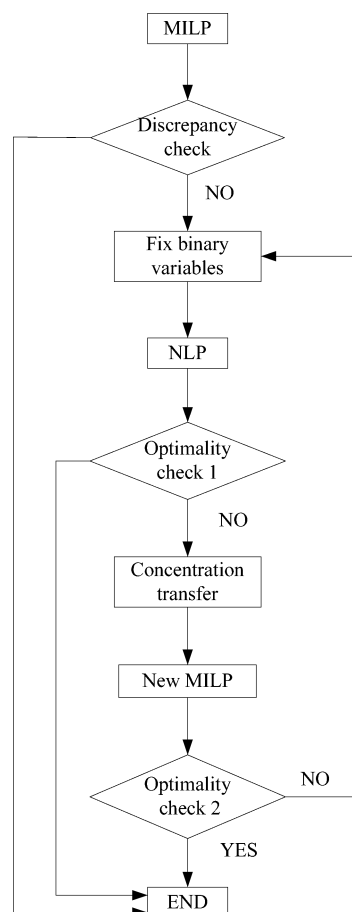 MILP
Discrepancy
check
NO
Fix binary
variables
NLP
Optimality
check 1
NO
Concentration
transfer
New MILP
Optimality
check 2
NO
YES
END